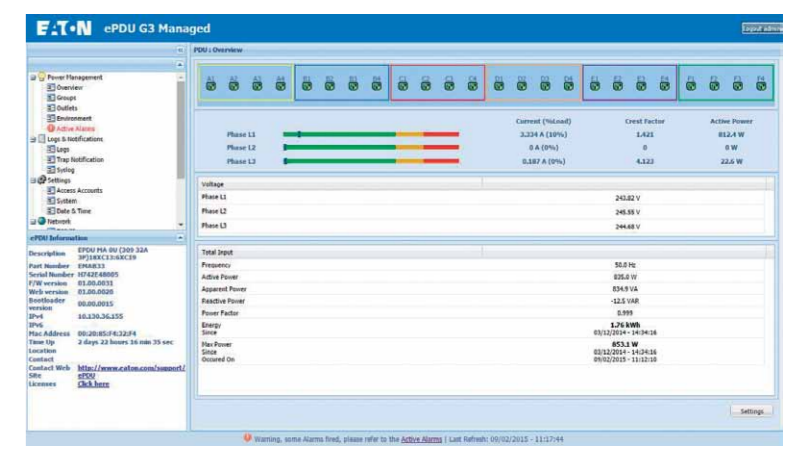 EATON ePDU G3 Managed
Logout admin
PDU : Overview
Power Management
Overview
Groups
Outlets
Environment
Active Alarms
Logs & Notifications
Logs
Trap Notification
Syslog
Settings
Access Accounts
System
Date & Time
Network
A1 A2 A3 A4 B1 B2 B3 B4 C1 C2 C3 C4 D1 D2 D3 D4 E1 E2 E3 E4 F1 F2 F3 F4
Current (%Load) Crest Factor Active Power
Phase L1 3.334 A (10%) 1.421 812.4 W
Phase L2 0 A (0%) 0 0 W
Phase L3 0.187 A (0%) 4.123 22.6 W
Voltage
Phase L1 243.82 V
Phase L2 245.55 V
Phase L3 244.68 V
ePDU Information
Description EPDU MA 0U (309 32A 3P)18XC13:6XC19
Part Number EMAB33
Serial Number H742E48005
F/W version 01.00.0031
Web version 01.00.0020
Bootloader version 00.00.0015
IPv4 10.130.36.155
IPv6
Mac Address 00:20:85:F4:32:F4
Time Up 2 days 22 hours 16 min 35 sec
Location
Contact
Contact Web Site http://www.eaton.com/support/ePDU
Licenses Click here
Total Input
Frequency 50.0 Hz
Active Power 835.0 W
Apparent Power 834.9 VA
Reactive Power -12.5 VAR
Power Factor 0.999
Energy 1.76 kWh
Since 03/12/2014 - 14:34:16
Max Power 853.1 W
Since 03/12/2014 - 14:34:16
Occured On 09/02/2015 - 11:12:10
Settings
Warning, some Alarms fired, please refer to the Active Alarms | Last Refresh: 09/02/2015 - 11:17:44